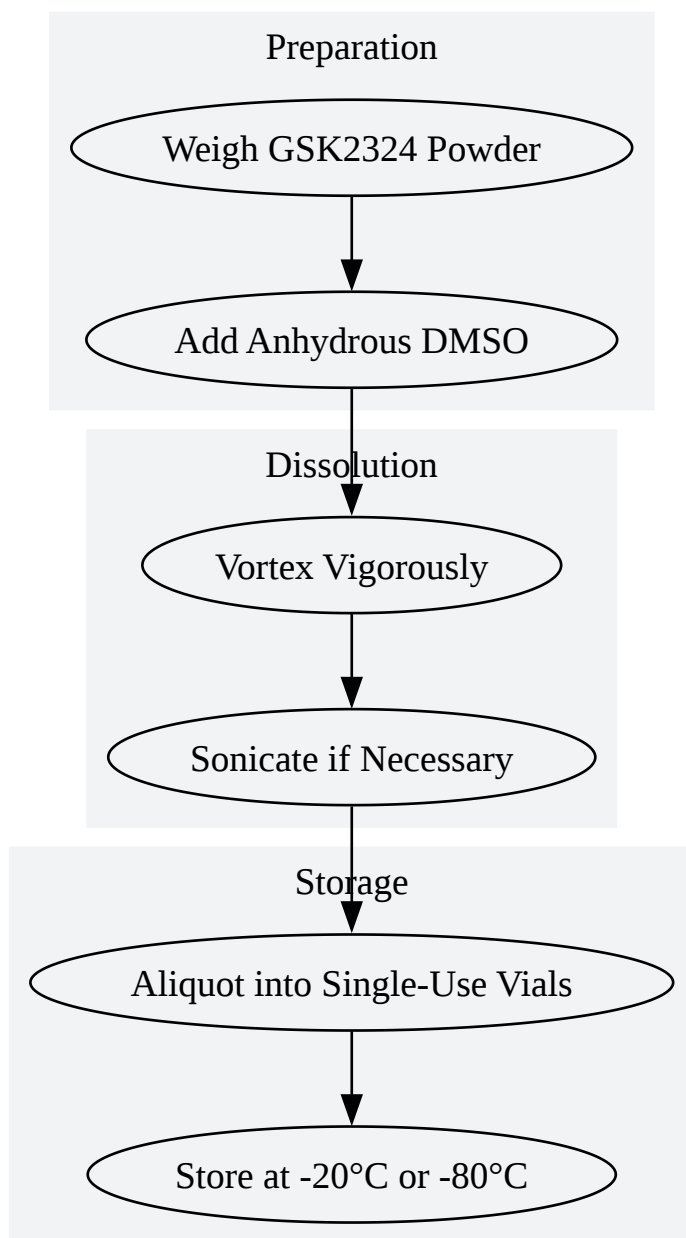 Preparation
Weigh GSK2324 Powder
Add Anhydrous DMSO
Dissolution
Vortex Vigorously
Sonicate if Necessary
Storage
Aliquot into Single-Use Vials
Store at -20°C or -80°C